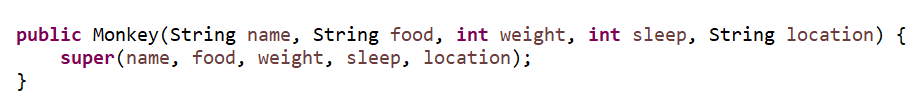 public Monkey(String name, String food, int weight, int sleep, String location) {
    super(name, food, weight, sleep, location);
}